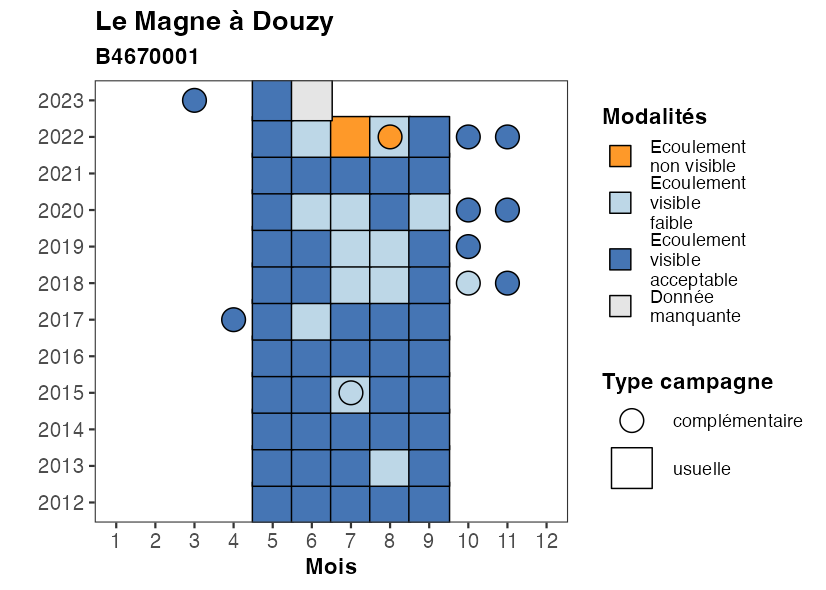 Le Magne à Douzy
B4670001
2023
2022
2021
2020
2019
2018
2017
2016
2015
2014
2013
2012
1 2 3 4 5 6 7 8 9 10 11 12
Mois
Modalités
Ecoulement
non visible
Ecoulement
visible
faible
Ecoulement
visible
acceptable
Donnée
manquante
Type campagne
complémentaire
usuelle